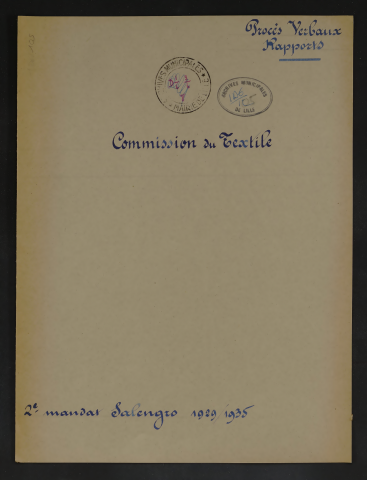 Procès Verbaux
Rapports
Commission du Textile
2e mandat Salengro 1929 1935